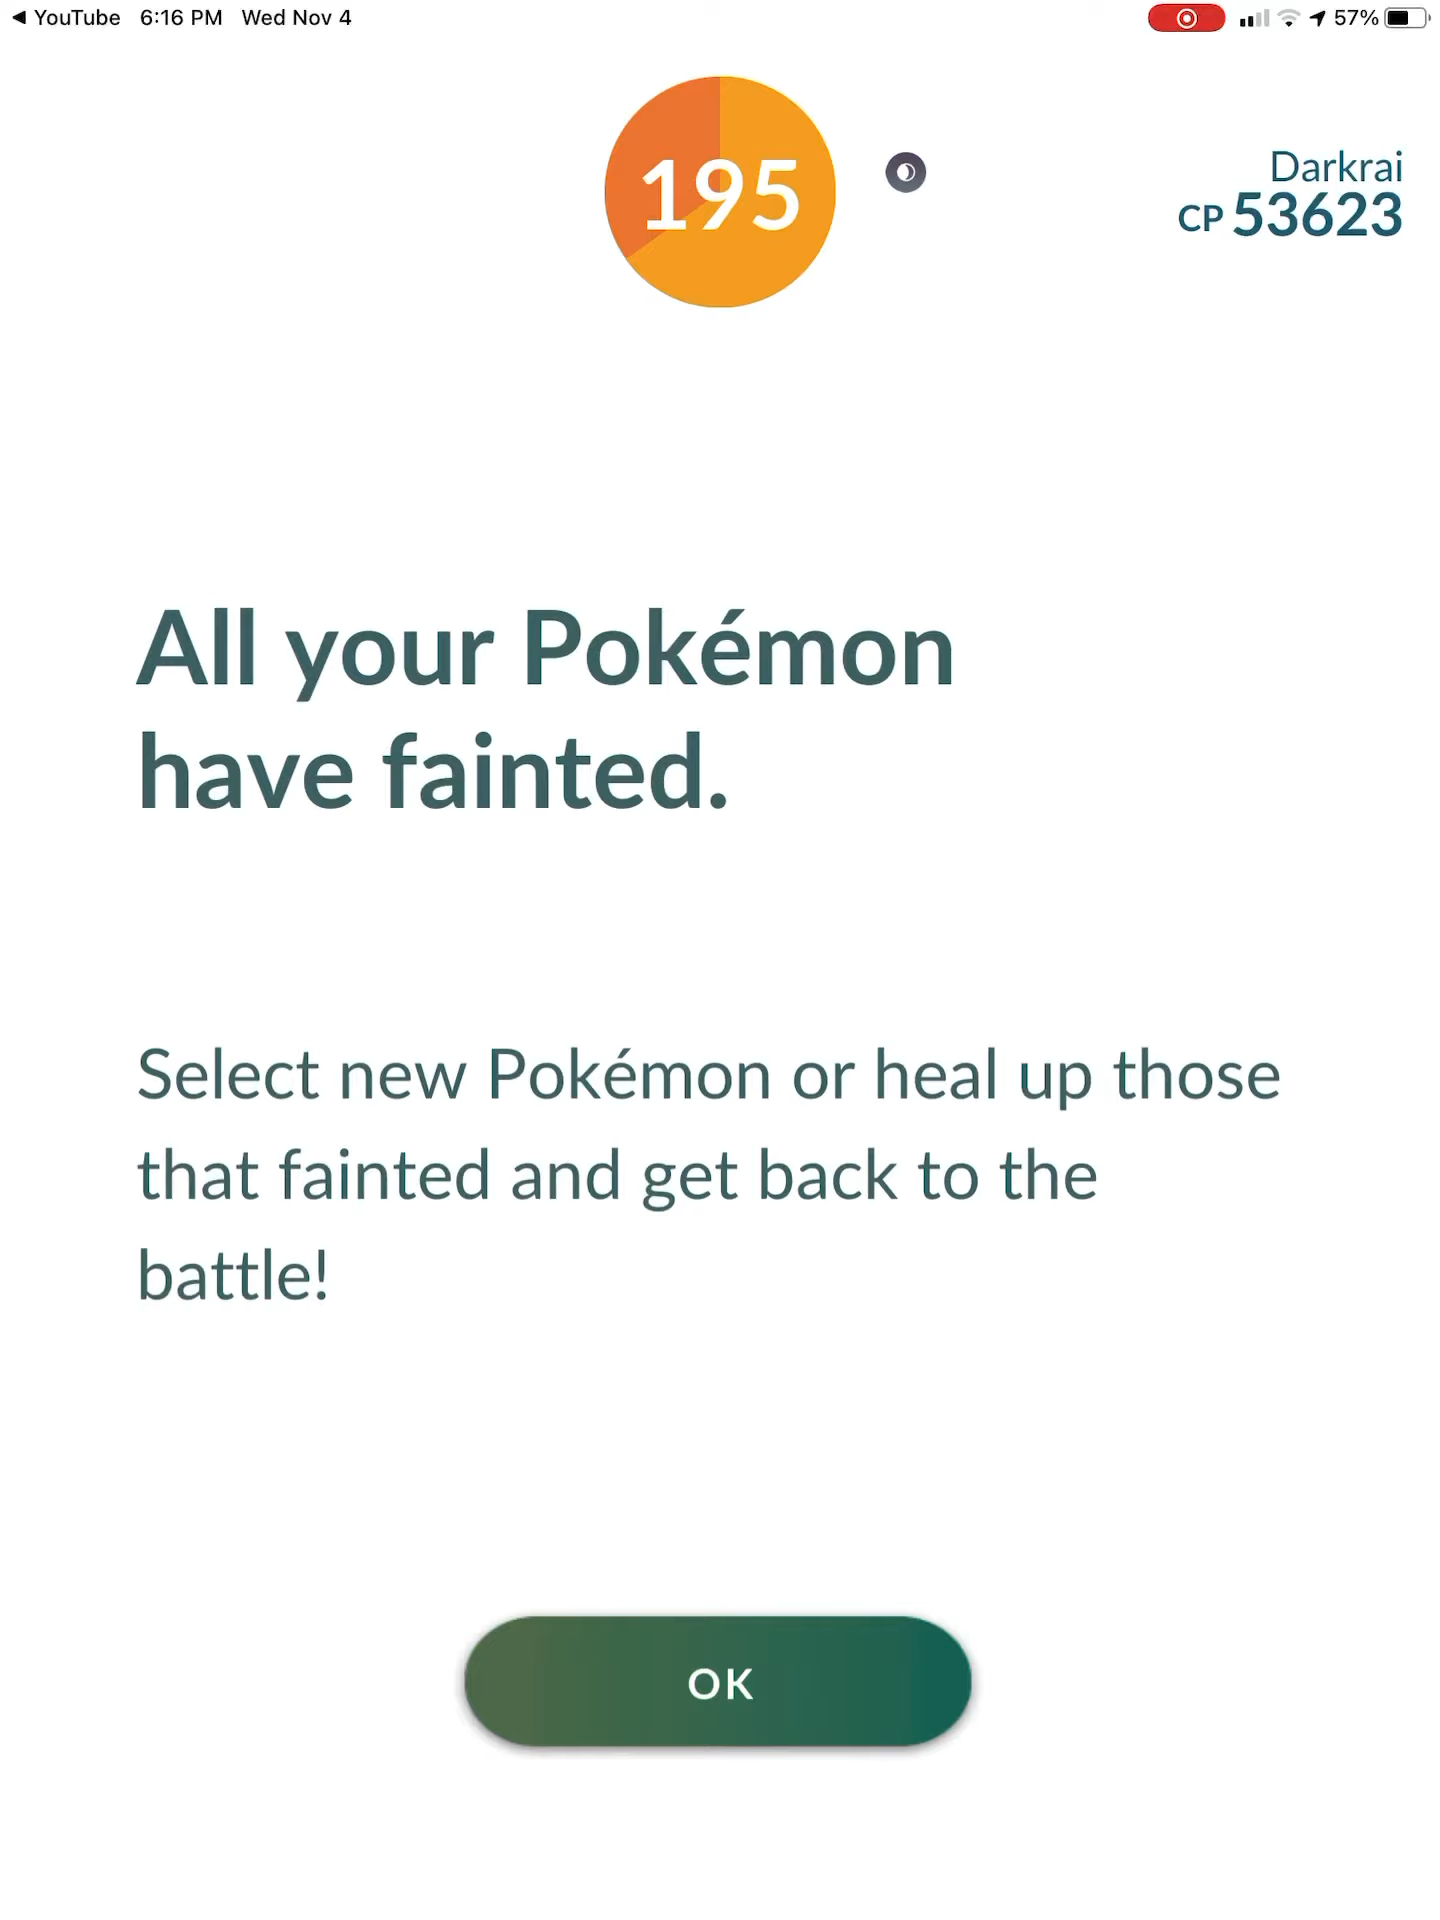 YouTube 6:16 PM Wed Nov 4 57%
195
Darkrai
CP 53623
All your Pokémon
have fainted.
Select new Pokémon or heal up those
that fainted and get back to the
battle!
OK